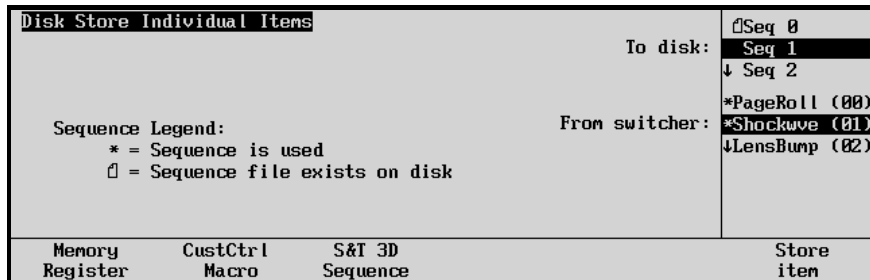 Disk Store Individual Items
Seq 0
To disk: Seq 1
↓ Seq 2
*PageRoll (00)
From switcher: *Shockwve (01)
↓LensBump (02)
Sequence Legend:
* = Sequence is used
= Sequence file exists on disk
Memory Register
CustCtrl Macro
S&T 3D Sequence
Store item